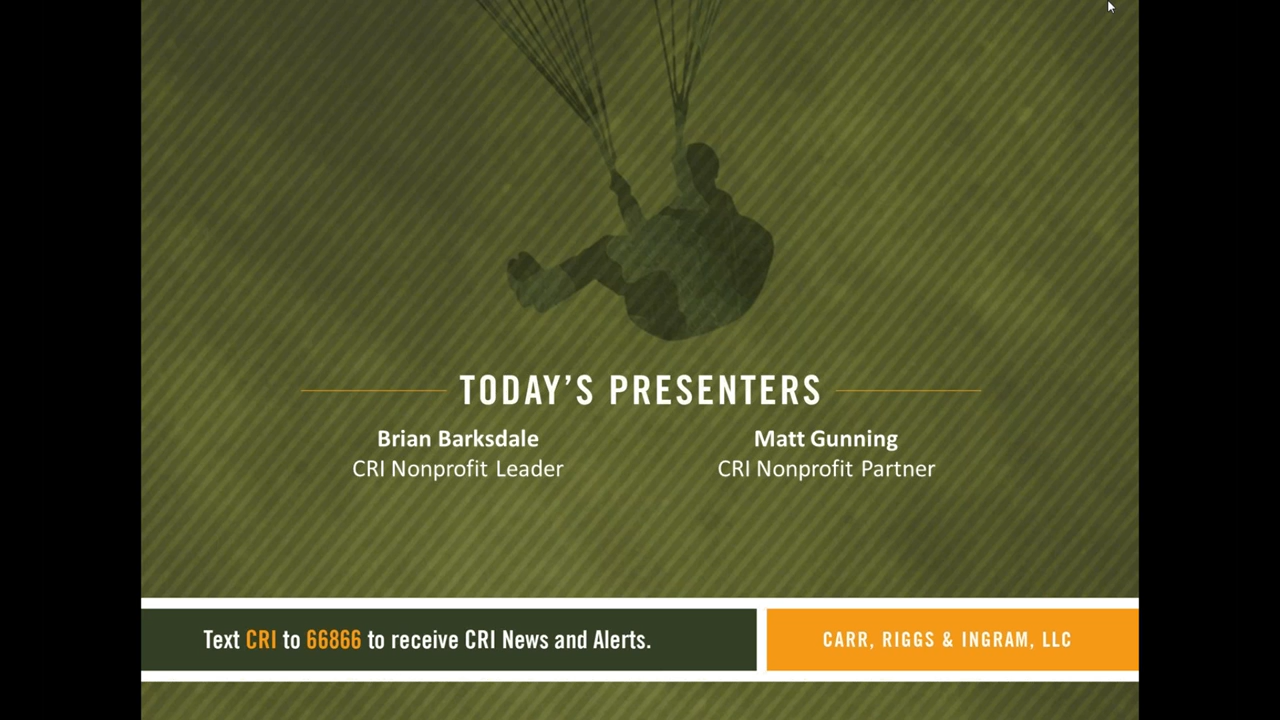 TODAY'S PRESENTERS
Brian Barksdale
CRI Nonprofit Leader
Matt Gunning
CRI Nonprofit Partner
Text CRI to 66866 to receive CRI News and Alerts.
CARR, RIGGS & INGRAM, LLC